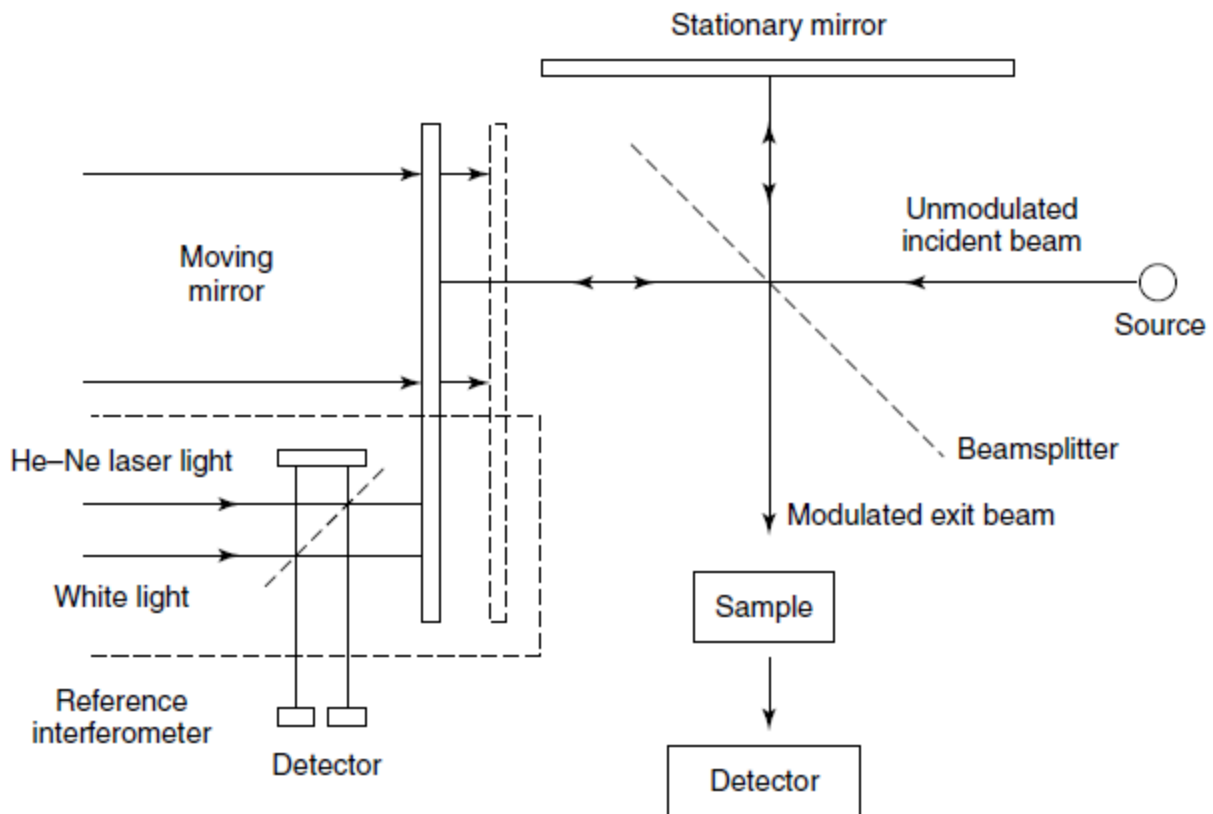 Stationary mirror
Unmodulated
incident beam
Moving
mirror
Source
He–Ne laser light
Beamsplitter
Modulated exit beam
White light
Sample
Reference
interferometer
Detector
Detector